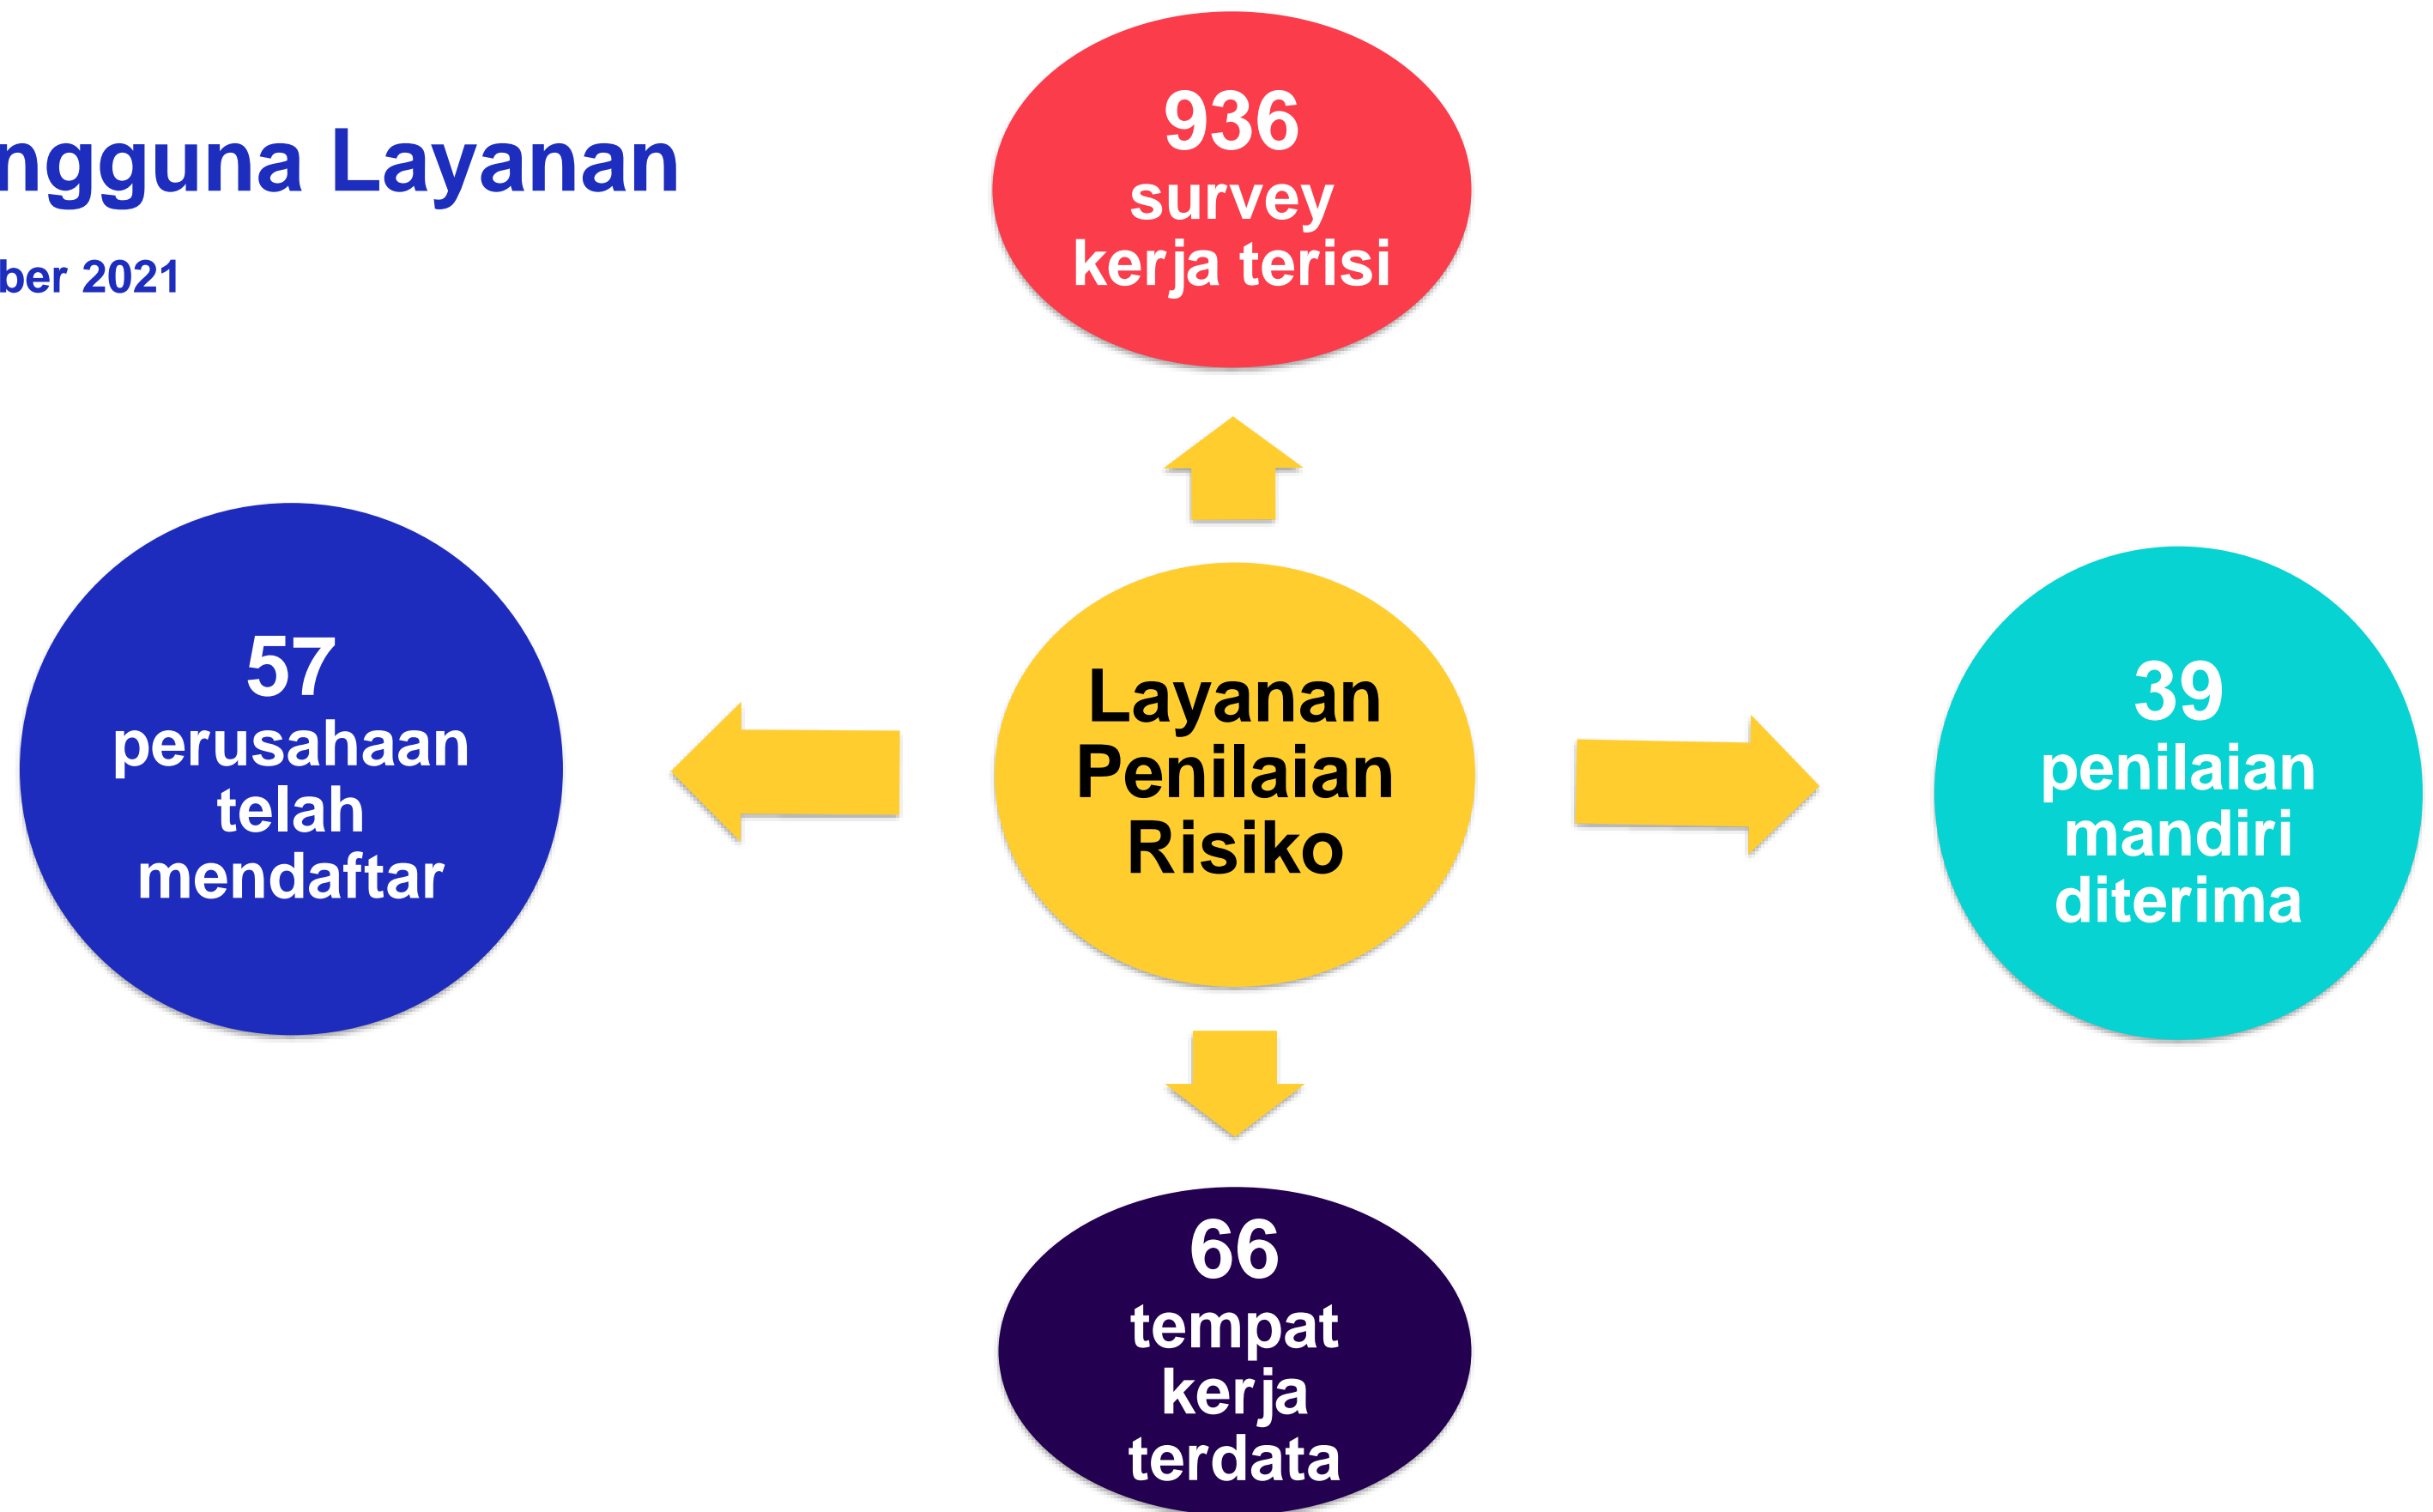 ngguna Layanan
ber 2021
936
survey
kerja terisi
57
perusahaan
telah
mendaftar
Layanan
Penilaian
Risiko
39
penilaian
mandiri
diterima
66
tempat
kerja
terdata